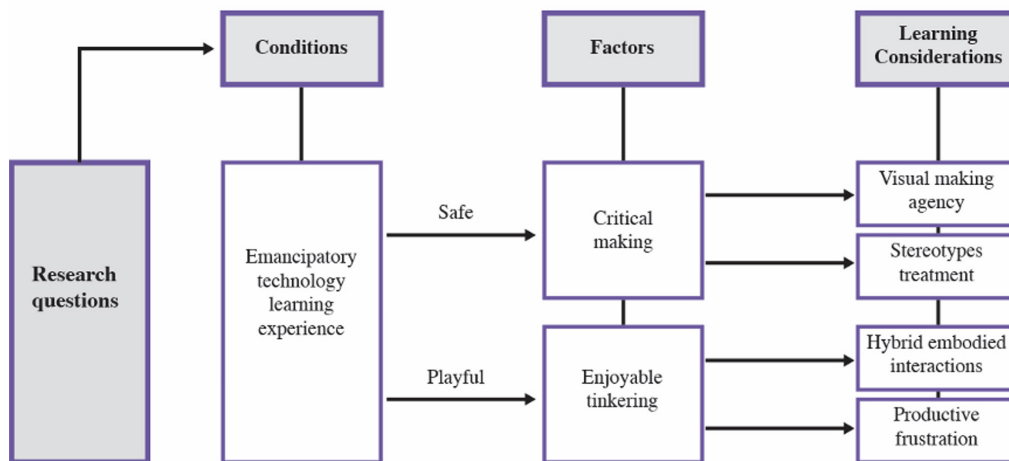 Conditions
Factors
Learning
Considerations
Research
questions
Emancipatory
technology
learning
experience
Safe
Playful
Critical
making
Enjoyable
tinkering
Visual making
agency
Stereotypes
treatment
Hybrid embodied
interactions
Productive
frustration